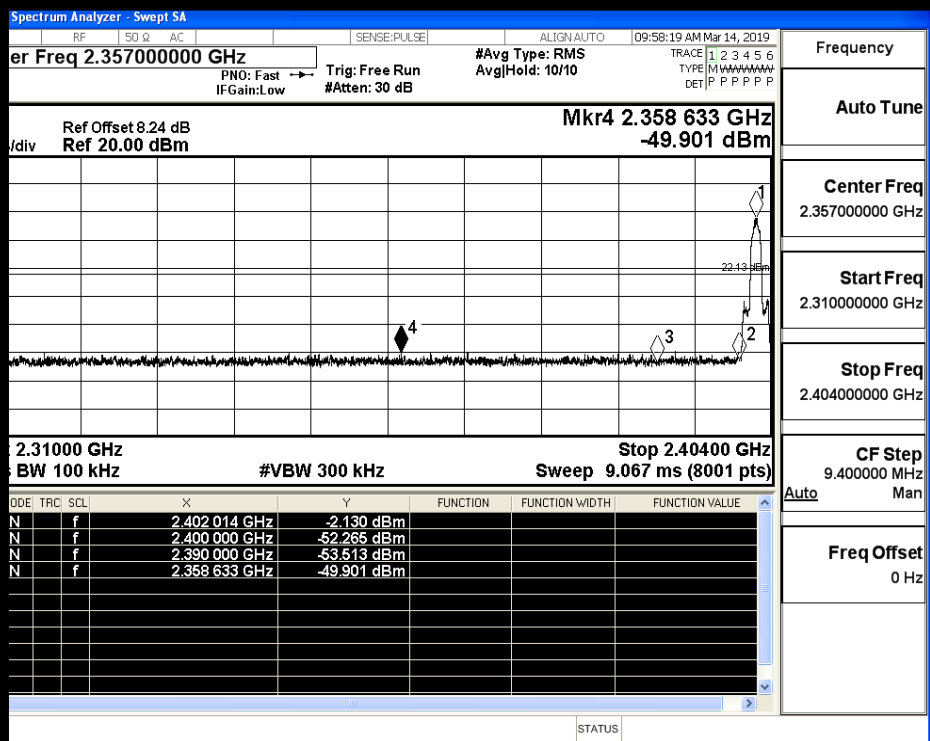 Spectrum Analyzer - Swept SA
RF 50 Ω AC SENSE:PULSE ALIGN AUTO 09:58:19 AM Mar 14, 2019
er Freq 2.357000000 GHz
PNO: Fast
IFGain:Low
Trig: Free Run
#Atten: 30 dB
#Avg Type: RMS
Avg|Hold: 10/10
TRACE 1 2 3 4 5 6
TYPE M WWWWW
DET P P P P P P
Frequency
Auto Tune
Center Freq
2.357000000 GHz
Start Freq
2.310000000 GHz
Stop Freq
2.404000000 GHz
CF Step
9.400000 MHz
Auto Man
Freq Offset
0 Hz
Mkr4 2.358 633 GHz
-49.901 dBm
Ref Offset 8.24 dB
/div Ref 20.00 dBm
1
22.13 dBm
4
3
2
2.31000 GHz Stop 2.40400 GHz
BW 100 kHz #VBW 300 kHz Sweep 9.067 ms (8001 pts)
ODE TRC SCL X Y FUNCTION FUNCTION WIDTH FUNCTION VALUE
N f 2.402 014 GHz -2.130 dBm
N f 2.400 000 GHz -52.265 dBm
N f 2.390 000 GHz -53.513 dBm
N f 2.358 633 GHz -49.901 dBm
STATUS